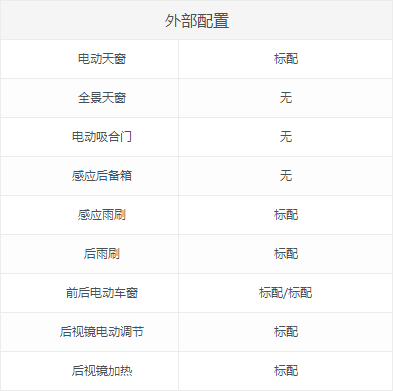 外部配置
电动天窗 标配
全景天窗 无
电动吸合门 无
感应后备箱 无
感应雨刷 标配
后雨刷 标配
前后电动车窗 标配/标配
后视镜电动调节 标配
后视镜加热 标配